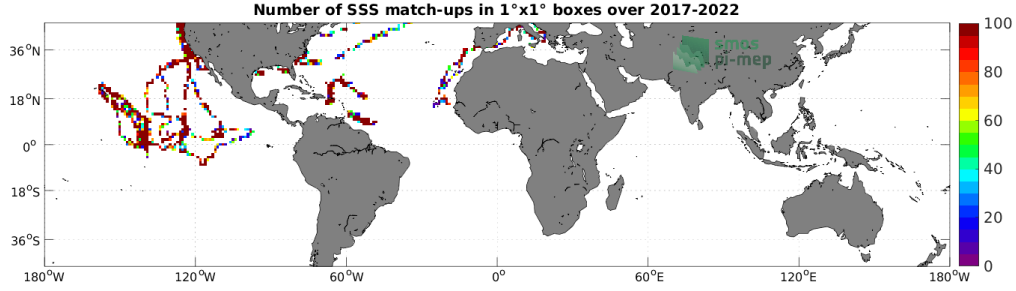 Number of SSS match-ups in 1°x1° boxes over 2017-2022
36°N
18°N
0°
18°S
36°S
180°W
120°W
60°W
0°
60°E
120°E
180°W
smos
pi-mep
100
80
60
40
20
0